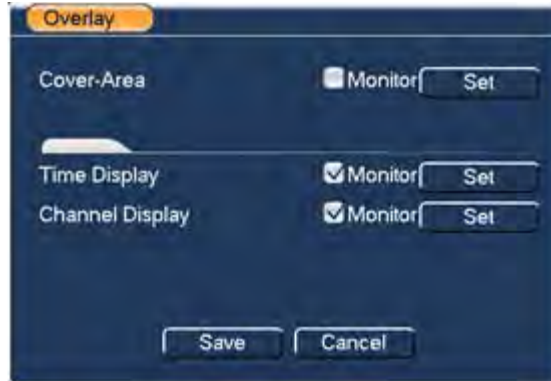 Overlay
Cover-Area Monitor Set
Time Display Monitor Set
Channel Display Monitor Set
Save Cancel